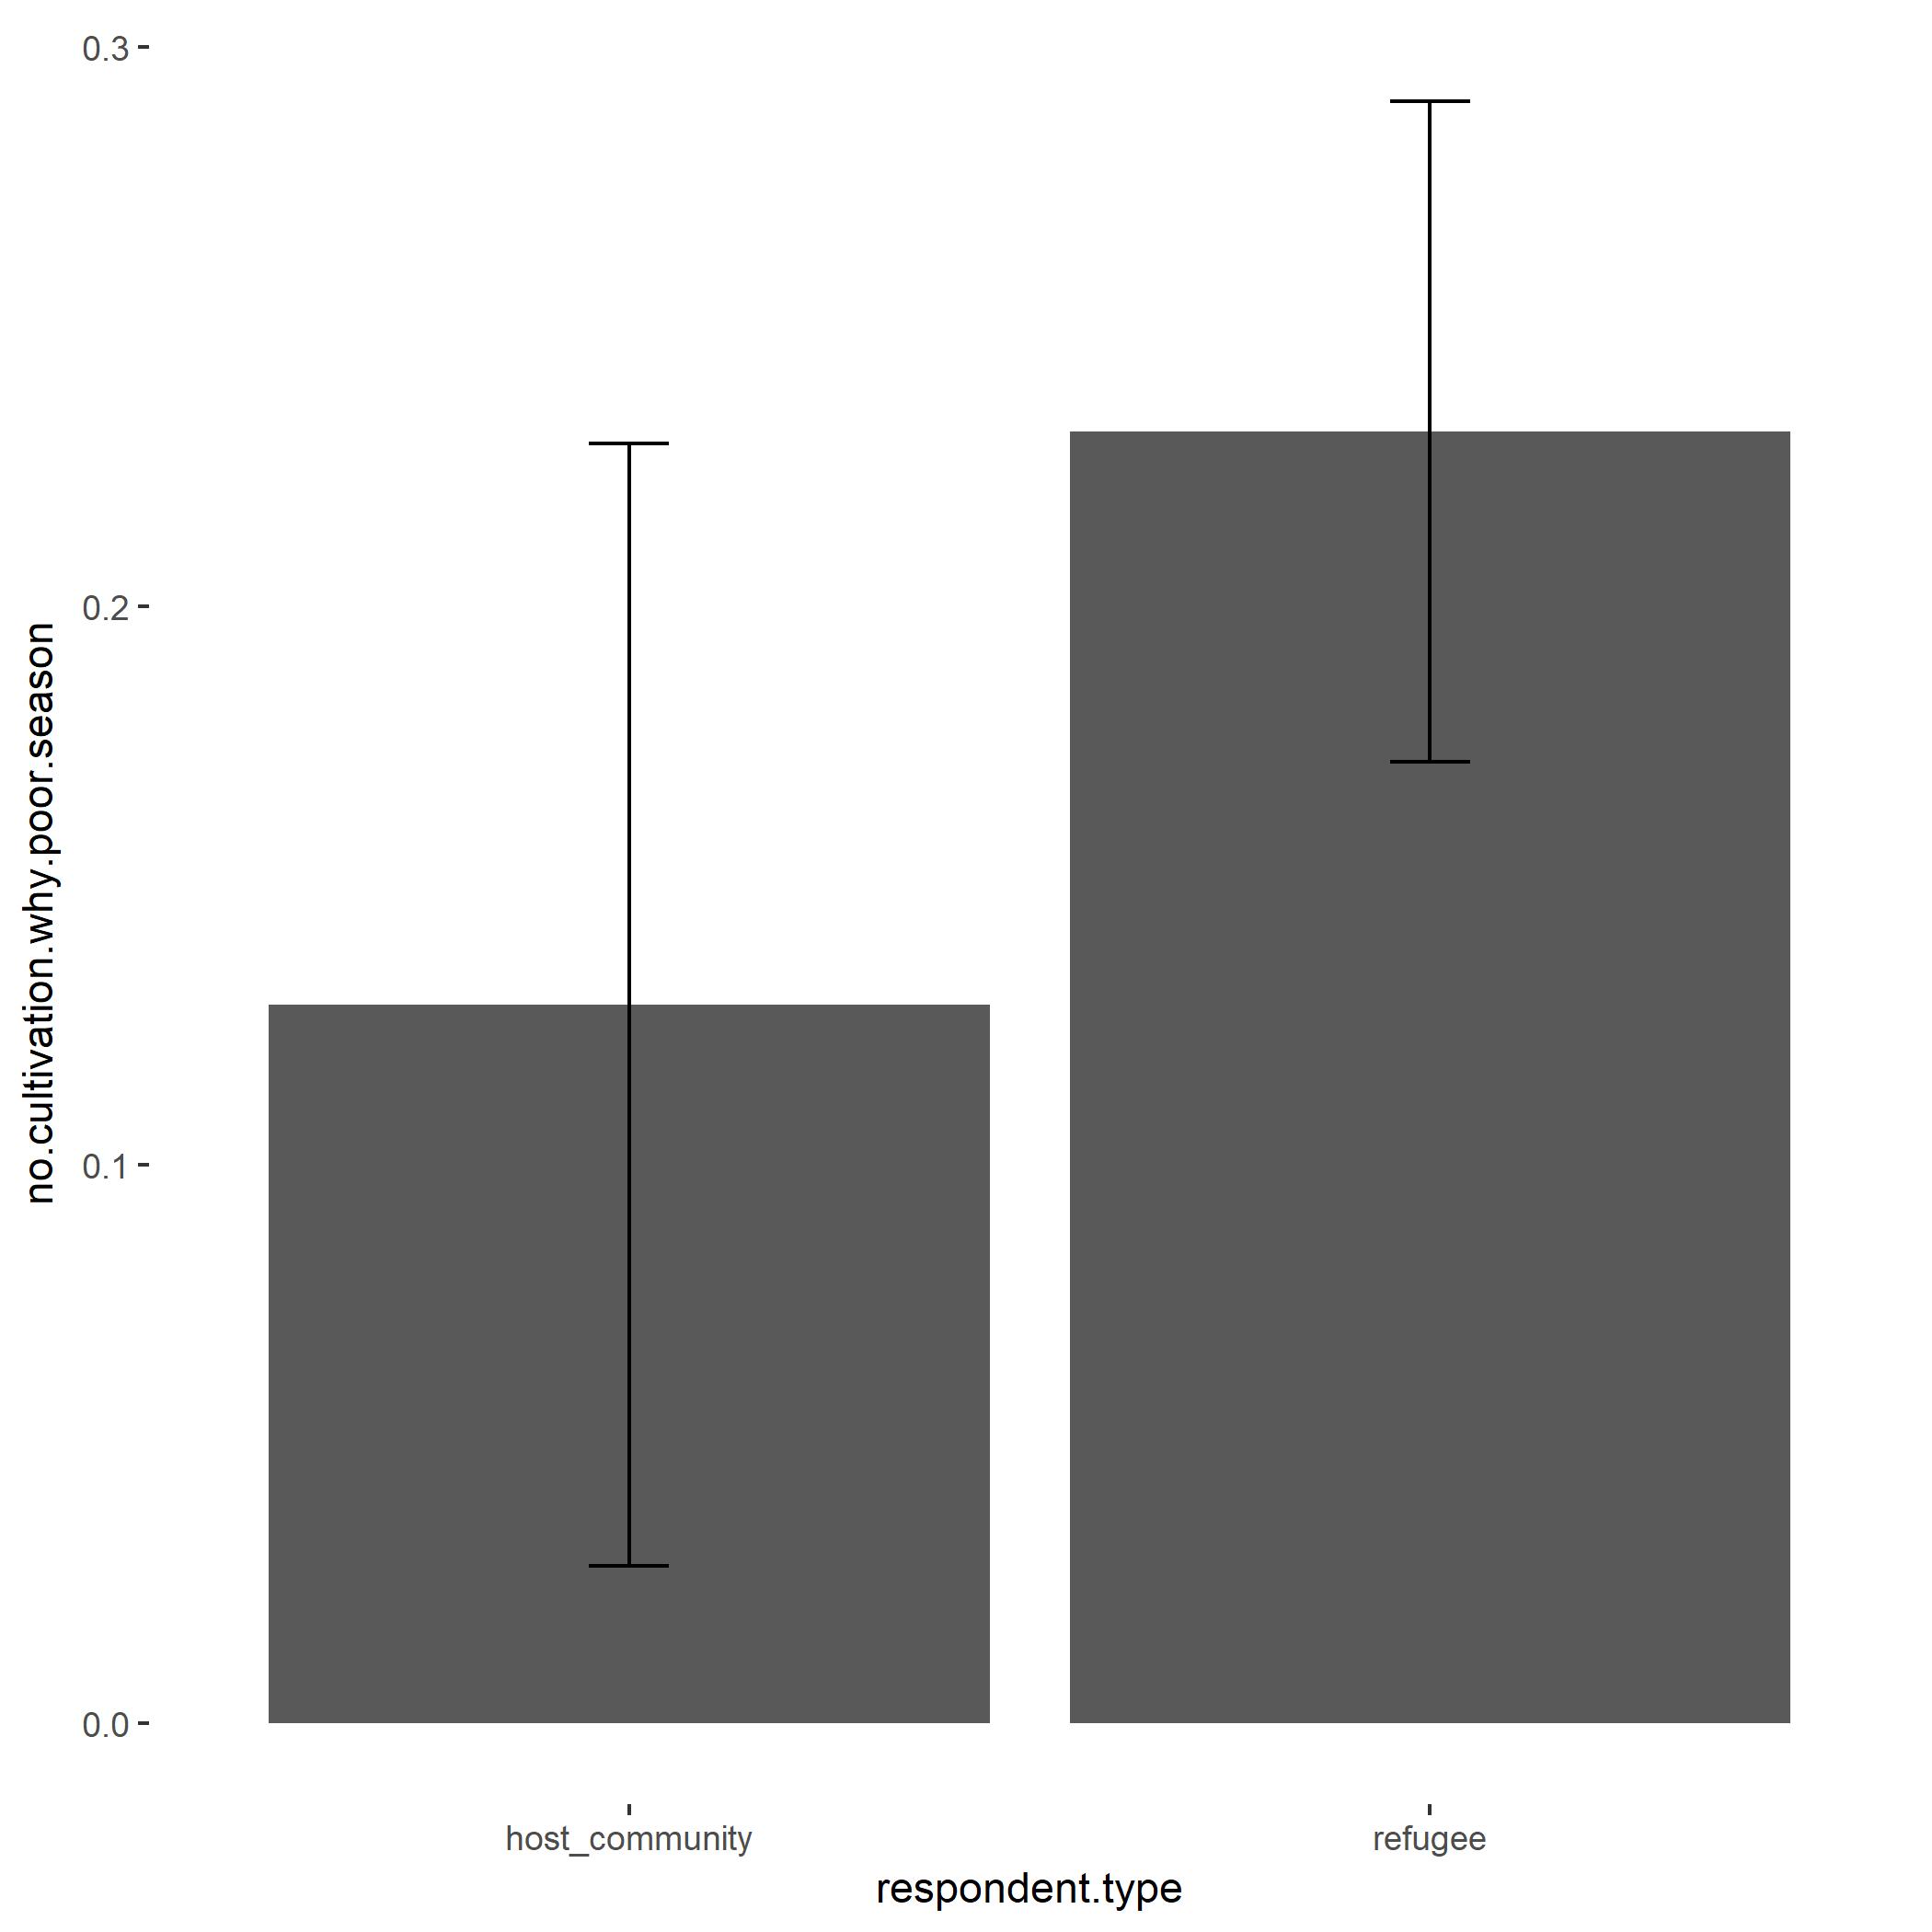 0.3
0.2
0.1
0.0
no.cultivation.why.poor.season
host_community
refugee
respondent.type